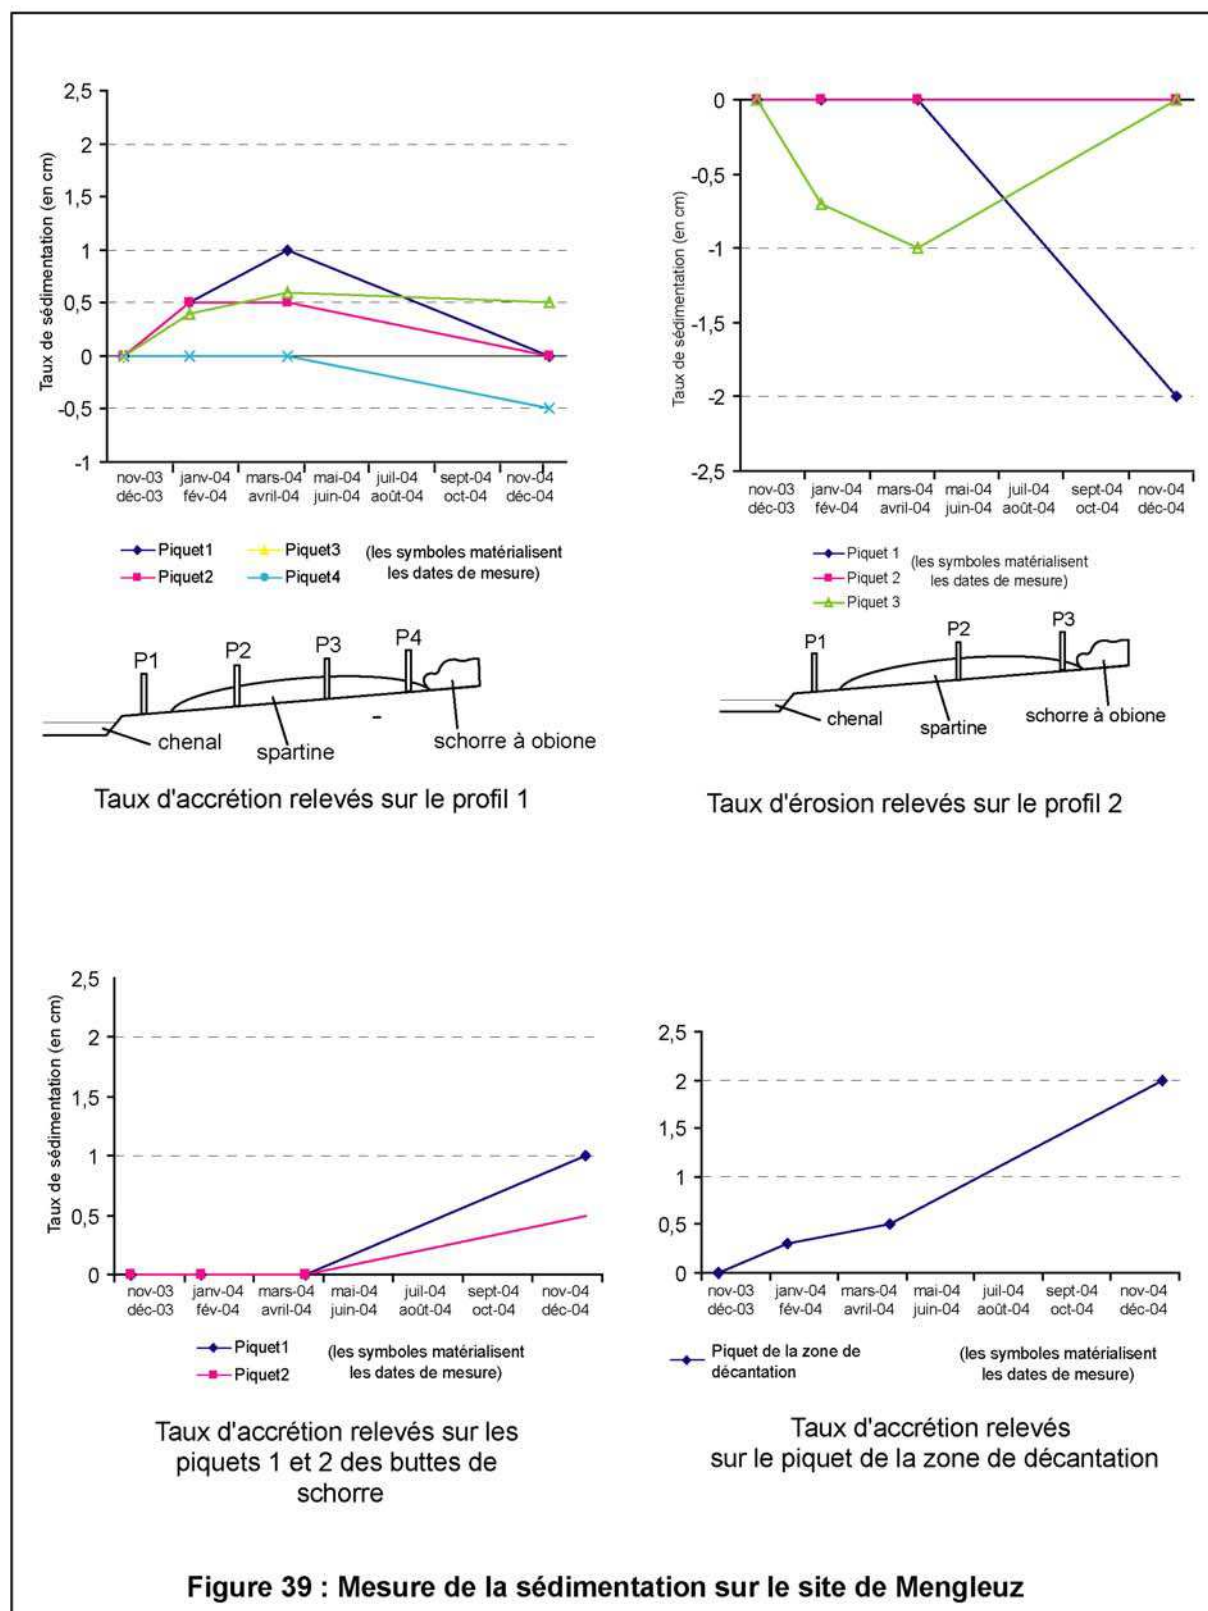 Taux de sédimentation (en cm)
2,5
2
1,5
1
0,5
0
-0,5
-1
nov-03 janv-04 mars-04 mai-04 juil-04 sept-04 nov-04
déc-03 fév-04 avril-04 juin-04 août-04 oct-04 déc-04
Piquet1 Piquet3 (les symboles matérialisent
Piquet2 Piquet4 les dates de mesure)
P1 P2 P3 P4
chenal
spartine
schorre à obione
Taux d'accrétion relevés sur le profil 1
Taux de sédimentation (en cm)
0
-0,5
-1
-1,5
-2
-2,5
nov-03 janv-04 mars-04 mai-04 juil-04 sept-04 nov-04
déc-03 fév-04 avril-04 juin-04 août-04 oct-04 déc-04
Piquet 1 (les symboles matérialisent
Piquet 2 les dates de mesure)
Piquet 3
P1 P2 P3
chenal
spartine
schorre à obione
Taux d'érosion relevés sur le profil 2
Taux de sédimentation (en cm)
2,5
2
1,5
1
0,5
0
nov-03 janv-04 mars-04 mai-04 juil-04 sept-04 nov-04
déc-03 fév-04 avril-04 juin-04 août-04 oct-04 déc-04
Piquet1 (les symboles matérialisent
Piquet2 les dates de mesure)
Taux d'accrétion relevés sur les
piquets 1 et 2 des buttes de
schorre
2,5
2
1,5
1
0,5
0
nov-03 janv-04 mars-04 mai-04 juil-04 sept-04 nov-04
déc-03 fév-04 avril-04 juin-04 août-04 oct-04 déc-04
Piquet de la zone de (les symboles matérialisent
décantation les dates de mesure)
Taux d'accrétion relevés
sur le piquet de la zone de décantation
Figure 39 : Mesure de la sédimentation sur le site de Mengleuz